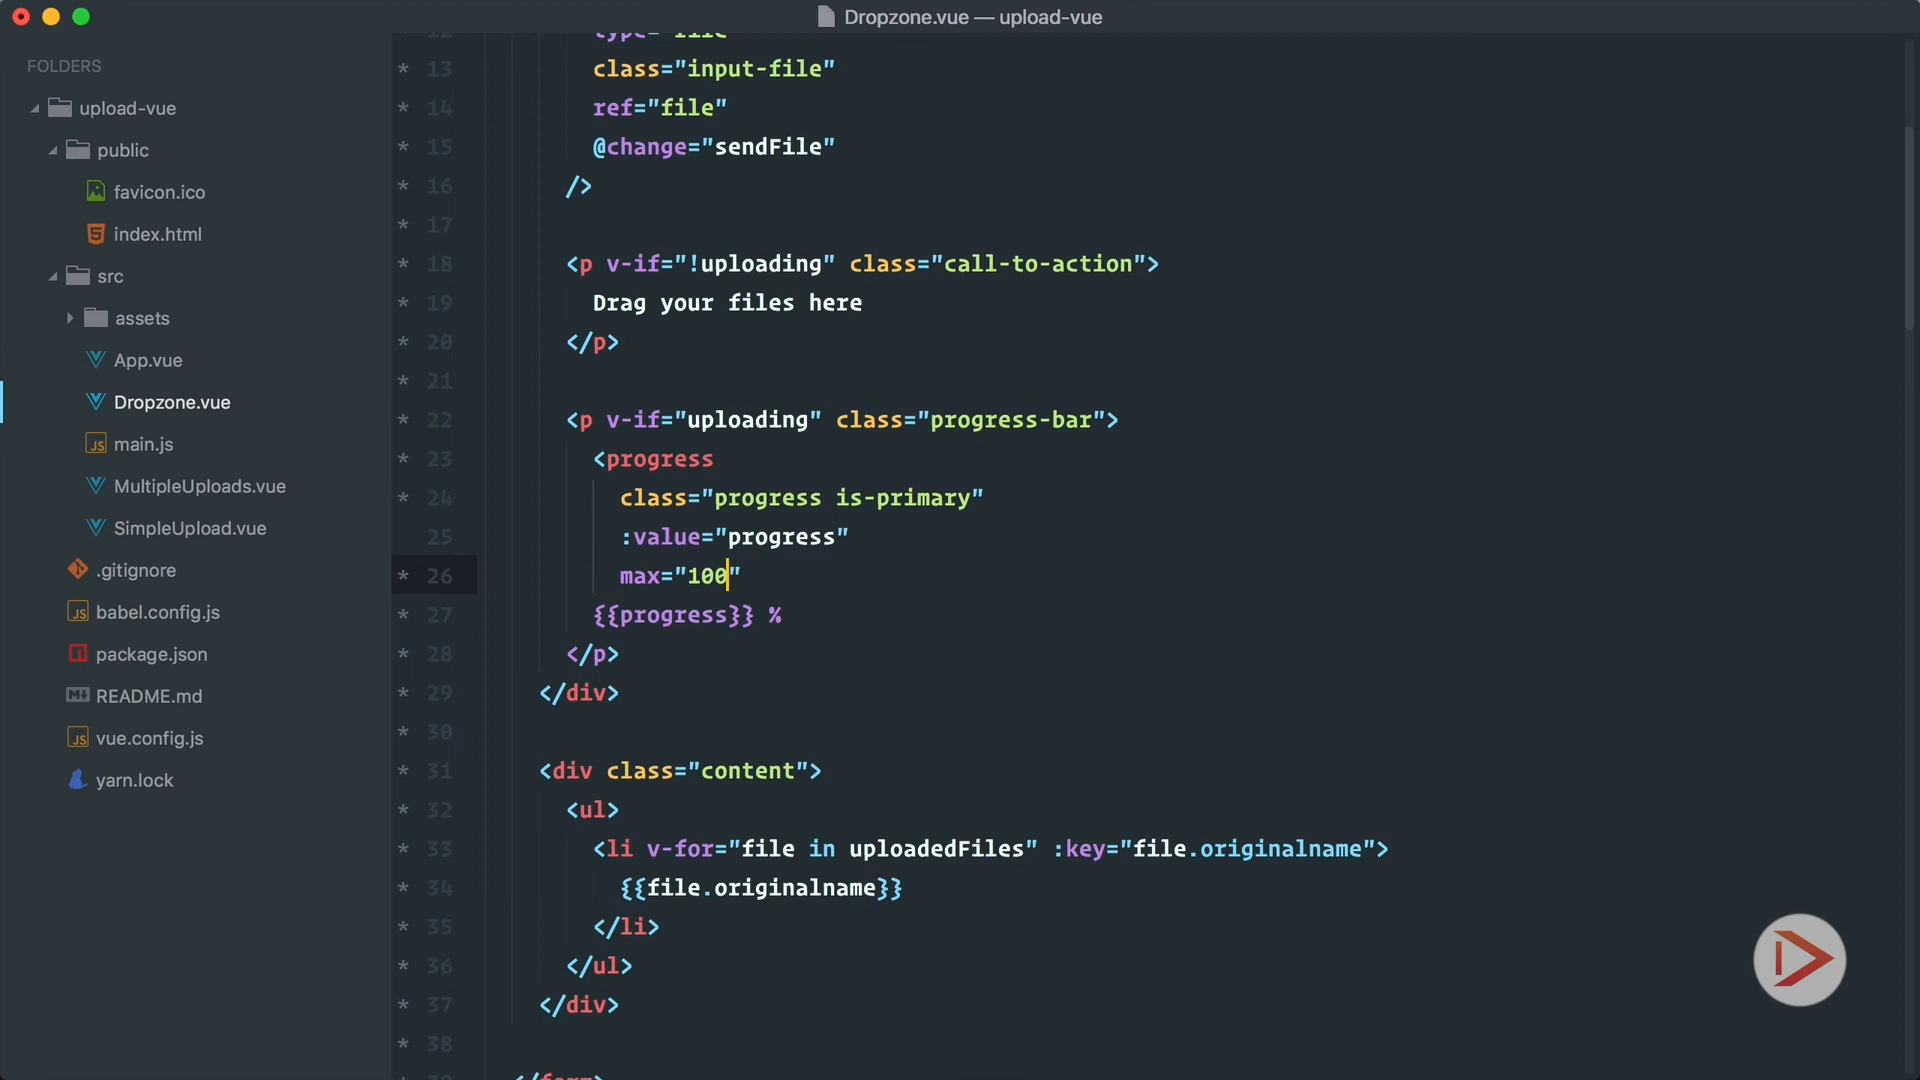 Dropzone.vue — upload-vue
FOLDERS
upload-vue
public
favicon.ico
index.html
src
assets
App.vue
Dropzone.vue
main.js
MultipleUploads.vue
SimpleUpload.vue
.gitignore
babel.config.js
package.json
README.md
vue.config.js
yarn.lock
12 type="file"
* 13 class="input-file"
* 14 ref="file"
* 15 @change="sendFile"
* 16 />
* 17
* 18 <p v-if="!uploading" class="call-to-action">
* 19 Drag your files here
* 20 </p>
* 21
* 22 <p v-if="uploading" class="progress-bar">
* 23 <progress
* 24 class="progress is-primary"
25 :value="progress"
* 26 max="100"
* 27 {{progress}} %
* 28 </p>
* 29 </div>
* 30
* 31 <div class="content">
* 32 <ul>
* 33 <li v-for="file in uploadedFiles" :key="file.originalname">
* 34 {{file.originalname}}
* 35 </li>
* 36 </ul>
* 37 </div>
* 38
* 39 </form>